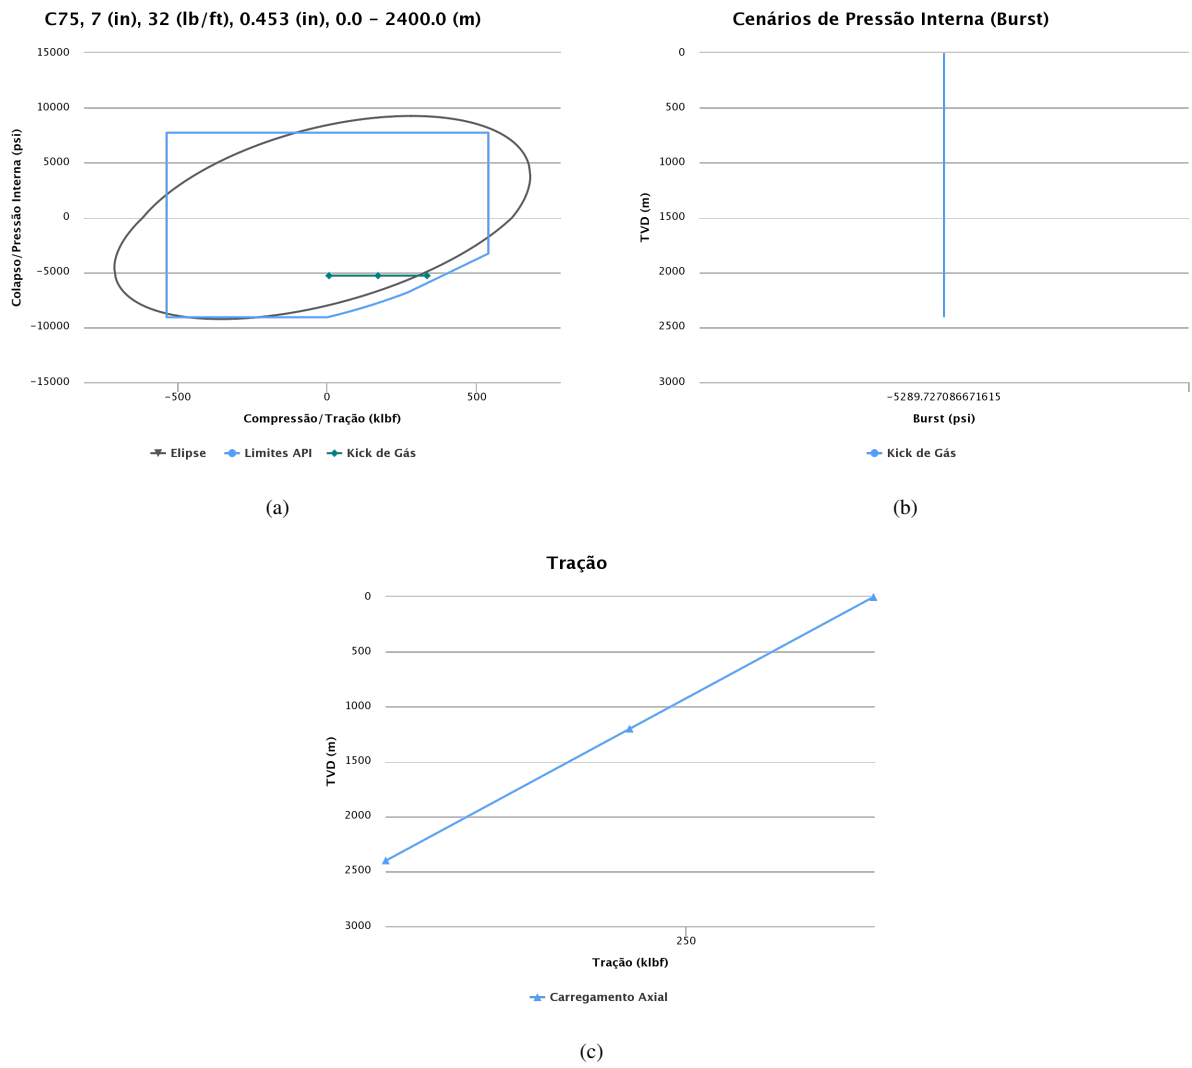 C75, 7 (in), 32 (lb/ft), 0.453 (in), 0.0 – 2400.0 (m)
15000
10000
5000
0
−5000
−10000
−15000
Colapso/Pressão Interna (psi)
−500
0
500
Compressão/Tração (klbf)
Elipse
Limites API
Kick de Gás
(a)
Cenários de Pressão Interna (Burst)
0
500
1000
1500
2000
2500
3000
TVD (m)
−5289.727086671615
Burst (psi)
Kick de Gás
(b)
Tração
0
500
1000
1500
2000
2500
3000
TVD (m)
250
Tração (klbf)
Carregamento Axial
(c)